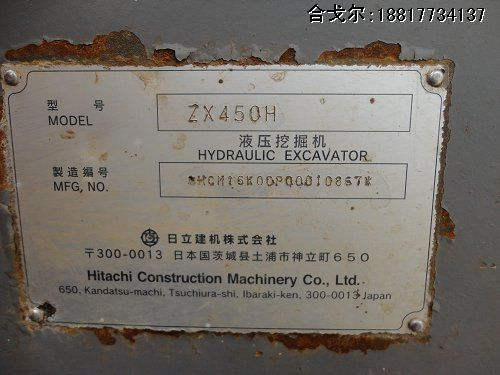 合戈尔:18817734137
型 号
MODEL
ZX450H
液压挖掘机
HYDRAULIC EXCAVATOR
製造编号
MFG, NO.
日立建机株式会社
〒300-0013 日本国茨城县土浦市神立町650
Hitachi Construction Machinery Co., Ltd.
650, Kandatsu-machi, Tsuchiura-shi, Ibaraki-ken, 300-0013 Japan